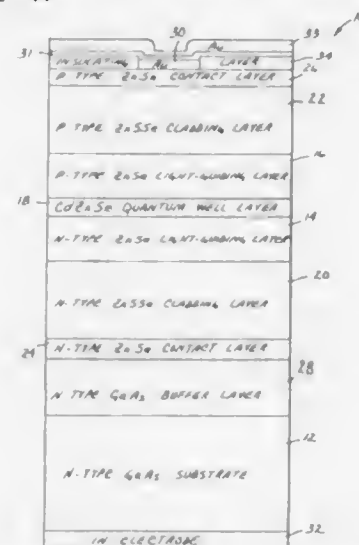 30
10
33
Au
31
INSULATING
Au
LAYER
34
P TYPE ZnSe CONTACT LAYER
26
22
P TYPE ZnSSe CLADDING LAYER
16
P-TYPE ZnSe LIGHT-GUIDING LAYER
18
CdZnSe QUANTUM WELL LAYER
14
N-TYPE ZnSe LIGHT-GUIDING LAYER
20
N-TYPE ZnSSe CLADDING LAYER
24
N-TYPE ZnSe CONTACT LAYER
28
N TYPE GaAs BUFFER LAYER
12
N-TYPE GaAs SUBSTRATE
32
IN ELECTRODE